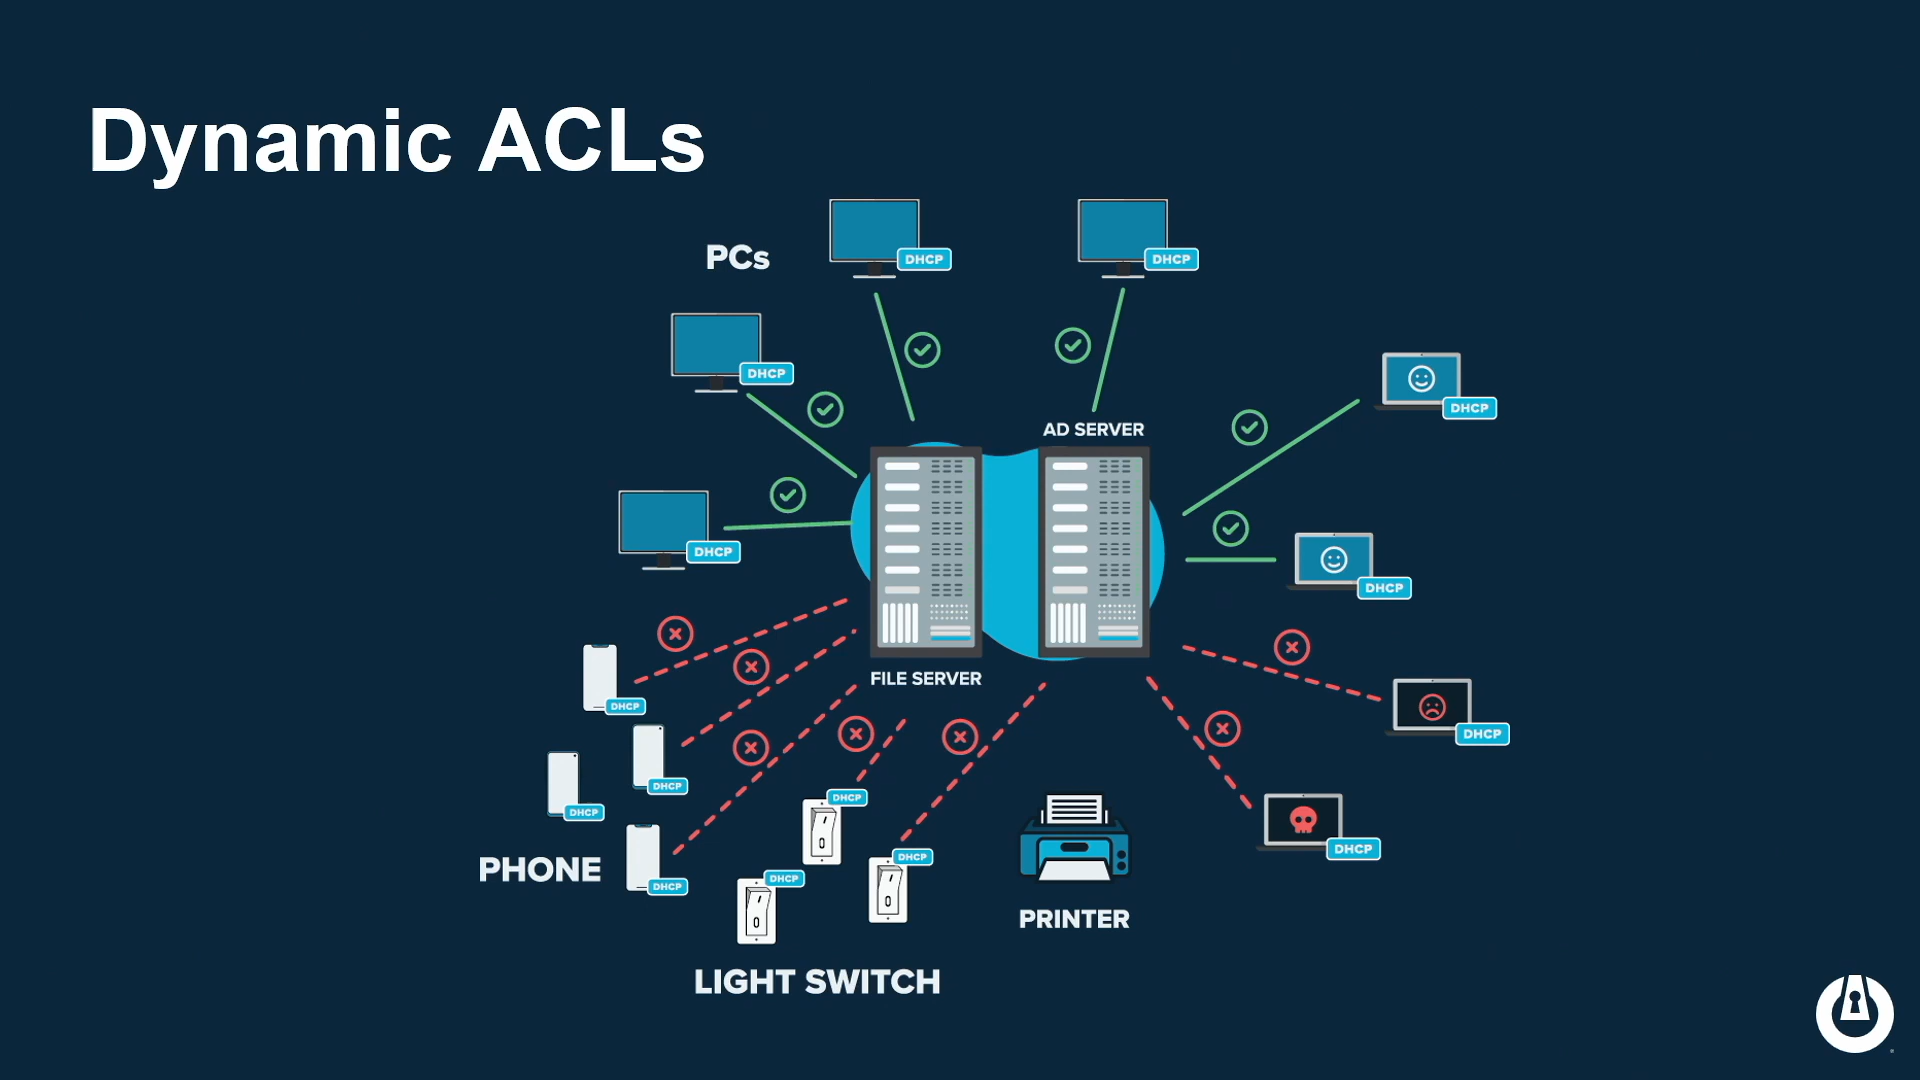 Dynamic ACLs
PCs
DHCP
DHCP
DHCP
DHCP
AD SERVER
DHCP
DHCP
DHCP
FILE SERVER
DHCP
DHCP
DHCP
DHCP
DHCP
DHCP
DHCP
DHCP
DHCP
PHONE
PRINTER
LIGHT SWITCH